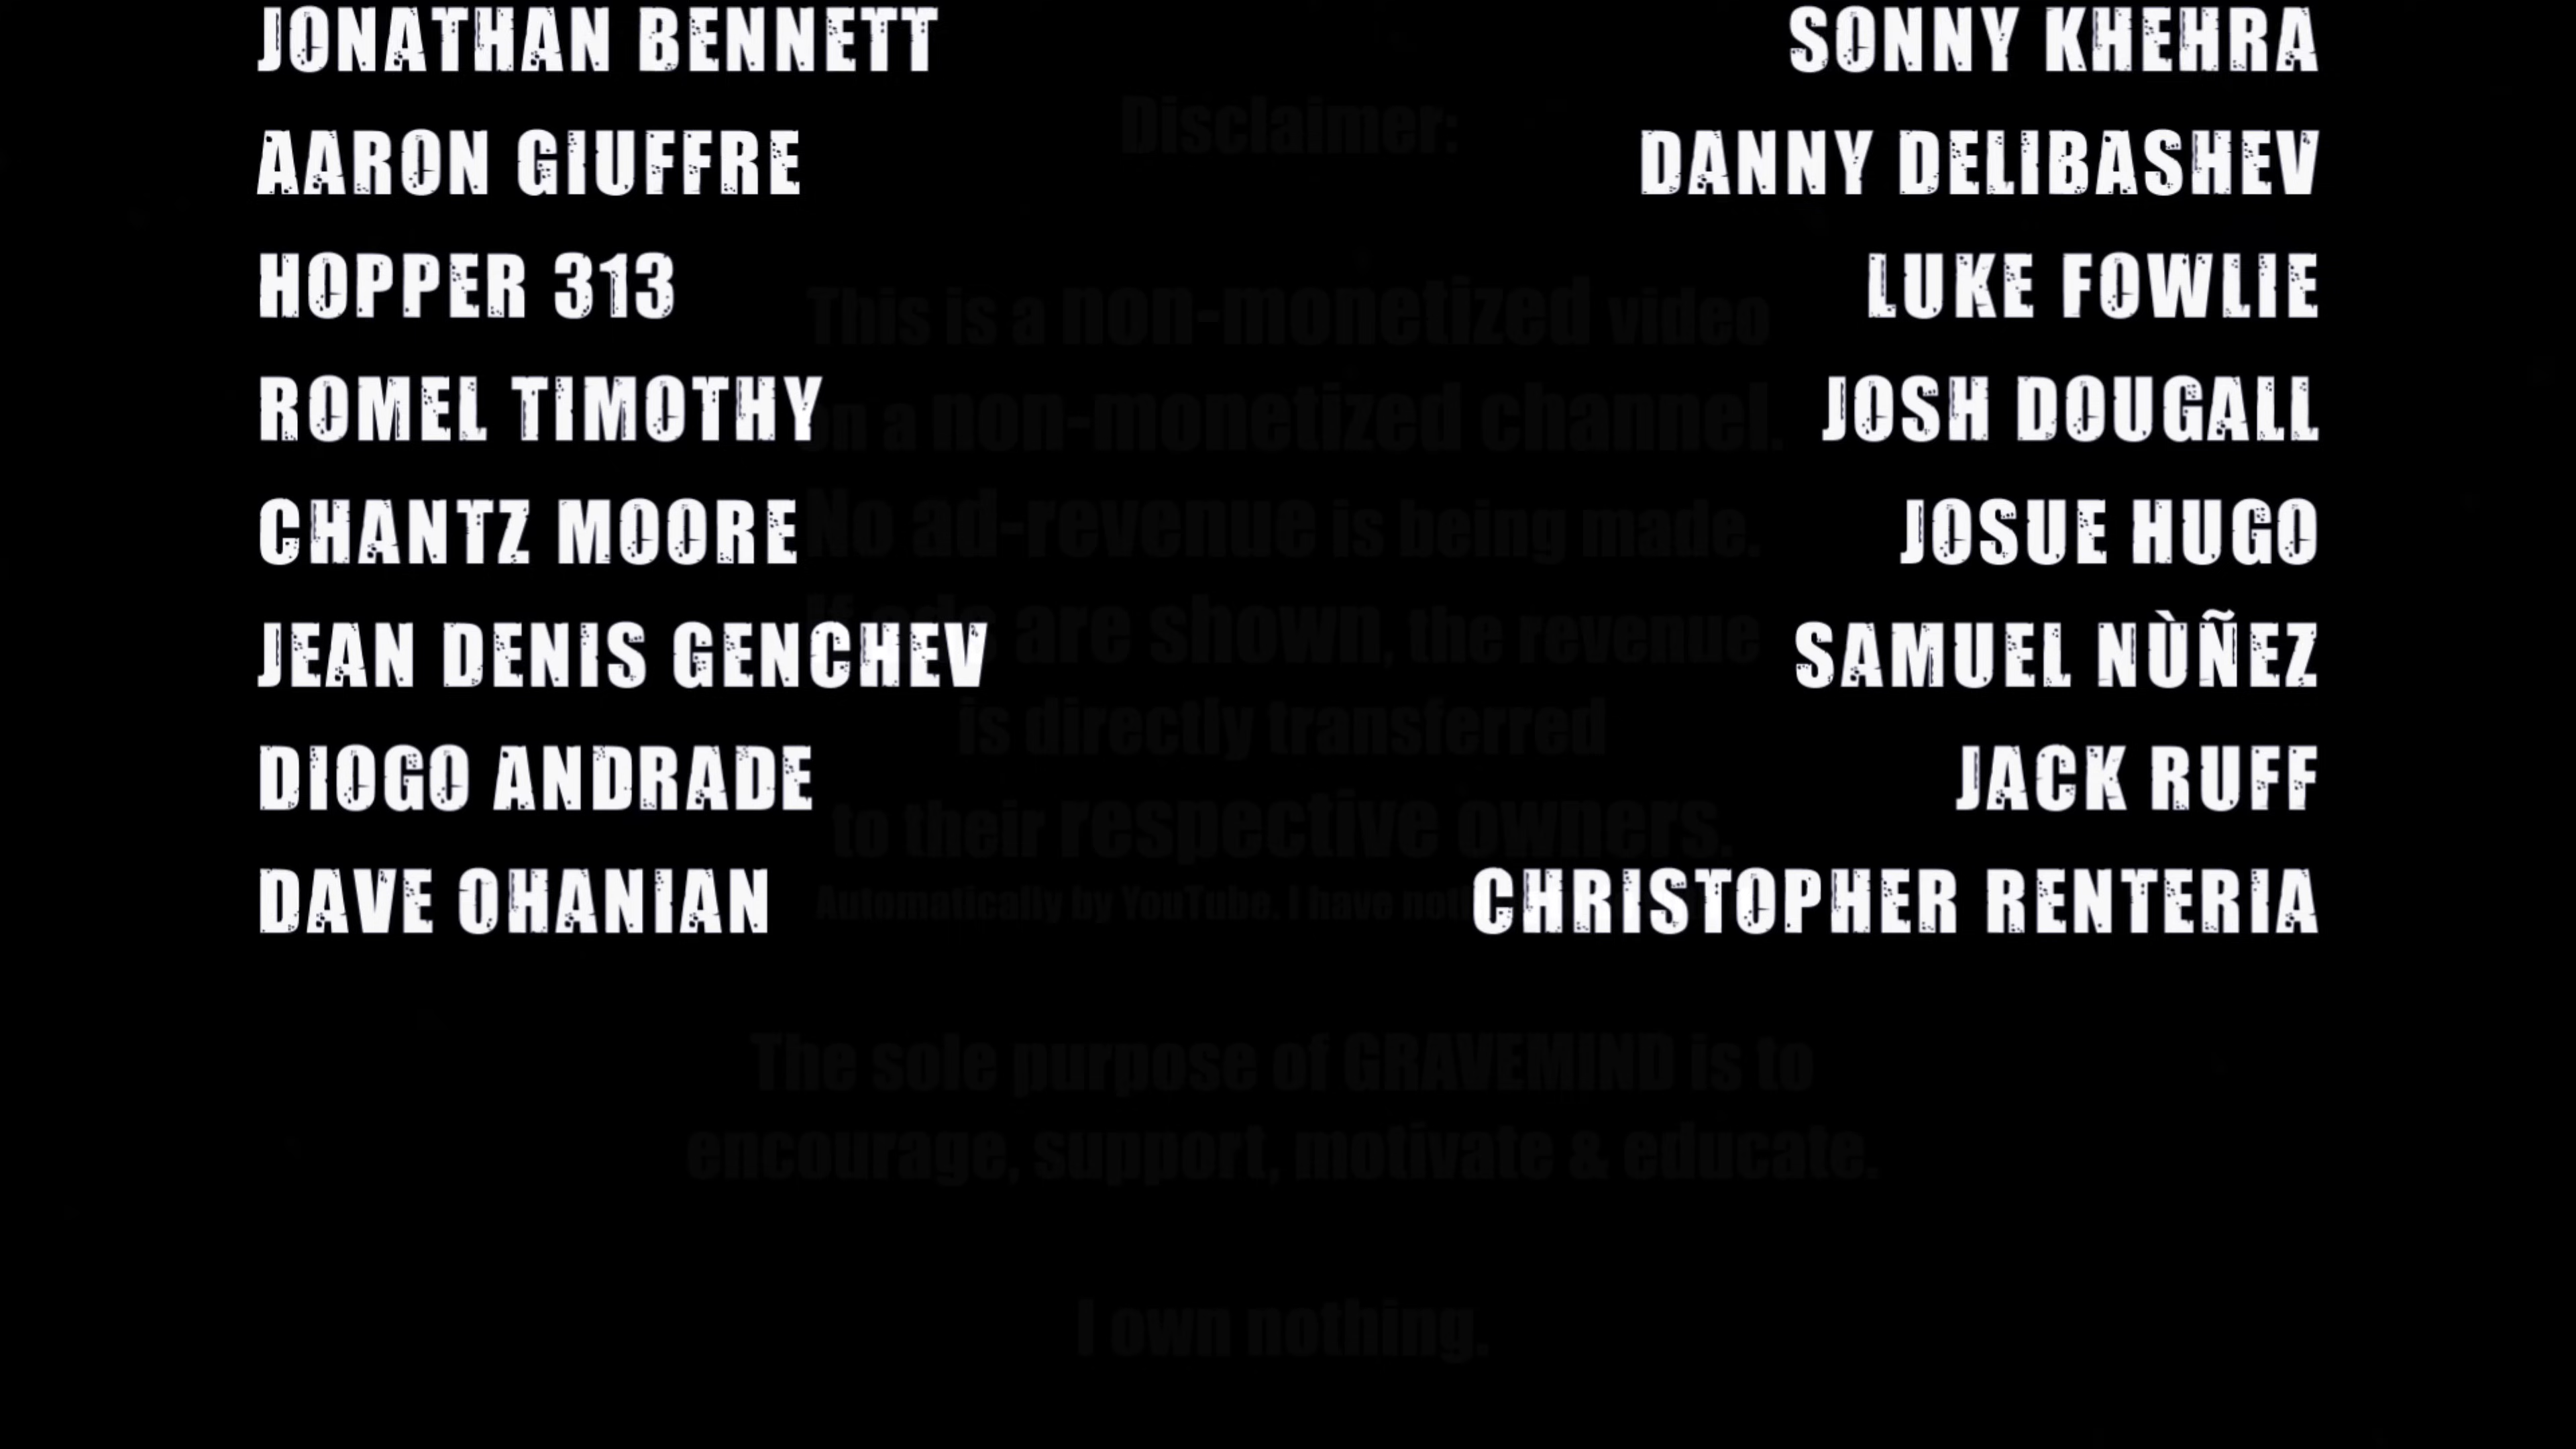 JONATHAN BENNETT SONNY KHEHRA
Disclaimer:
AARON GIUFFRE DANNY DELIBASHEV
HOPPER 313 LUKE FOWLIE
This is a non-monetized video
ROMEL TIMOTHY JOSH DOUGALL
on a non-monetized channel.
CHANTZ MOORE JOSUE HUGO
No ad-revenue is being made.
JEAN DENIS GENCHEV SAMUEL NÙÑEZ
If ads are shown, the revenue
is directly transferred
DIOGO ANDRADE JACK RUFF
to their respective owners.
DAVE OHANIAN CHRISTOPHER RENTERIA
Automatically by YouTube. I have
The sole purpose of GRAVEMIND is to
encourage, support, motivate & educate.
I own nothing.